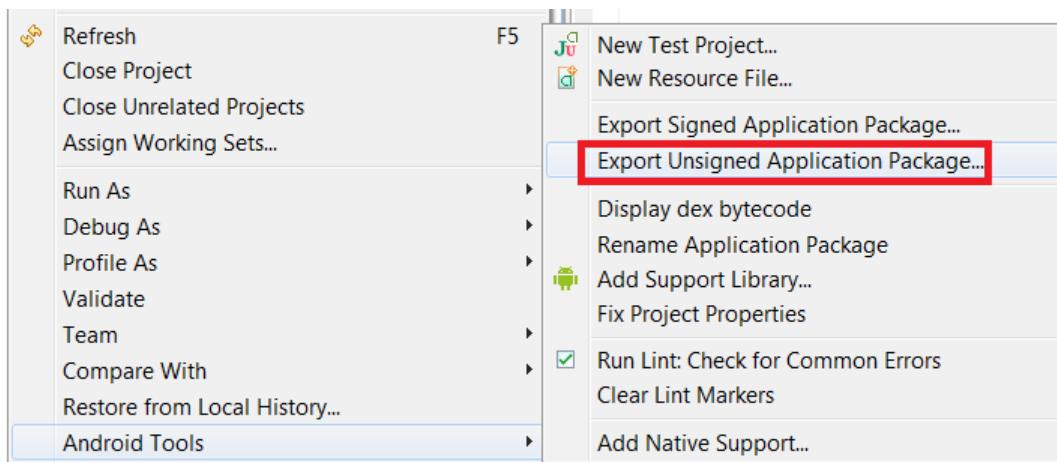 Refresh F5
Close Project
Close Unrelated Projects
Assign Working Sets...
Run As
Debug As
Profile As
Validate
Team
Compare With
Restore from Local History...
Android Tools
New Test Project...
New Resource File...
Export Signed Application Package...
Export Unsigned Application Package...
Display dex bytecode
Rename Application Package
Add Support Library...
Fix Project Properties
Run Lint: Check for Common Errors
Clear Lint Markers
Add Native Support...